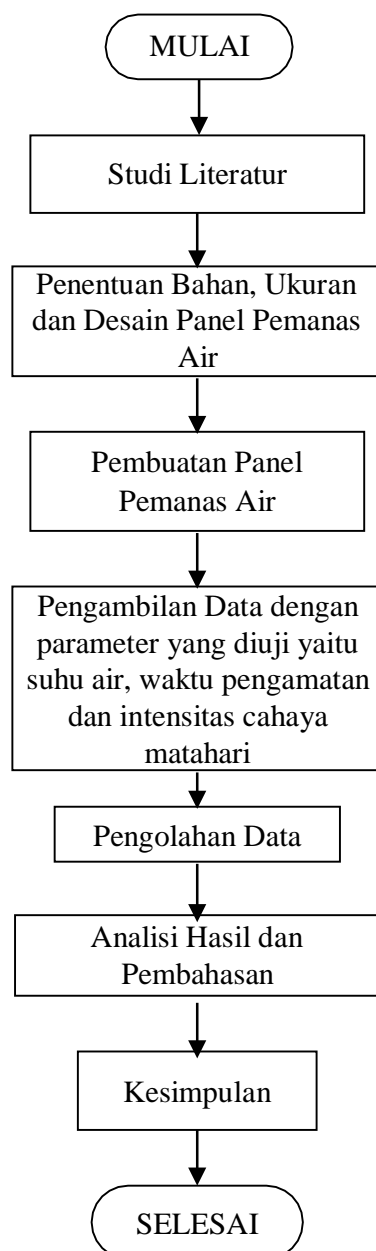 MULAI
Studi Literatur
Penentuan Bahan, Ukuran
dan Desain Panel Pemanas
Air
Pembuatan Panel
Pemanas Air
Pengambilan Data dengan
parameter yang diuji yaitu
suhu air, waktu pengamatan
dan intensitas cahaya
matahari
Pengolahan Data
Analisi Hasil dan
Pembahasan
Kesimpulan
SELESAI